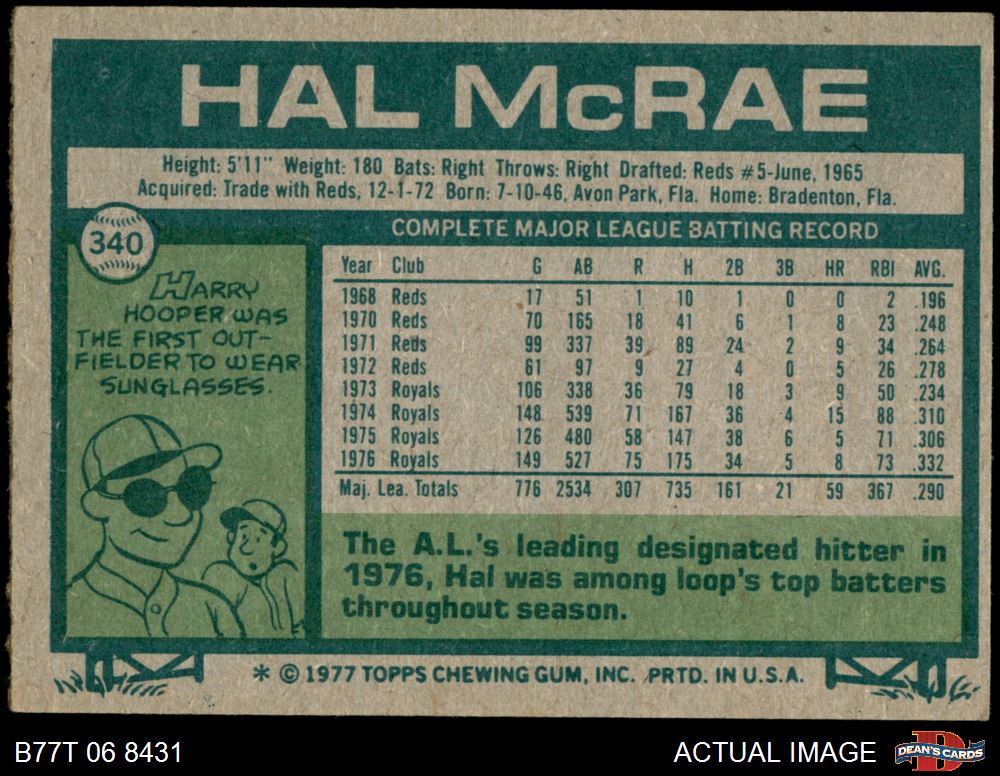 HAL McRAE
Height: 5'11" Weight: 180 Bats: Right Throws: Right Drafted: Reds #5-June, 1965
Acquired: Trade with Reds, 12-1-72 Born: 7-10-46, Avon Park, Fla. Home: Bradenton, Fla.
340
HARRY
HOOPER WAS
THE FIRST OUT-
FIELDER TO WEAR
SUNGLASSES.
COMPLETE MAJOR LEAGUE BATTING RECORD
Year Club G AB R H 2B 3B HR RBI AVG.
1968 Reds 17 51 1 10 1 0 0 2 .196
1970 Reds 70 165 18 41 6 1 8 23 .248
1971 Reds 99 337 39 89 24 2 9 34 .264
1972 Reds 61 97 9 27 4 0 5 26 .278
1973 Royals 106 338 36 79 18 3 9 50 .234
1974 Royals 148 539 71 167 36 4 15 88 .310
1975 Royals 126 480 58 147 38 6 5 71 .306
1976 Royals 149 527 75 175 34 5 8 73 .332
Maj. Lea. Totals 776 2534 307 735 161 21 59 367 .290
The A.L.'s leading designated hitter in
1976, Hal was among loop's top batters
throughout season.
* © 1977 TOPPS CHEWING GUM, INC. PRTD. IN U.S.A.
B77T 06 8431
ACTUAL IMAGE
D
DEAN'S CARDS